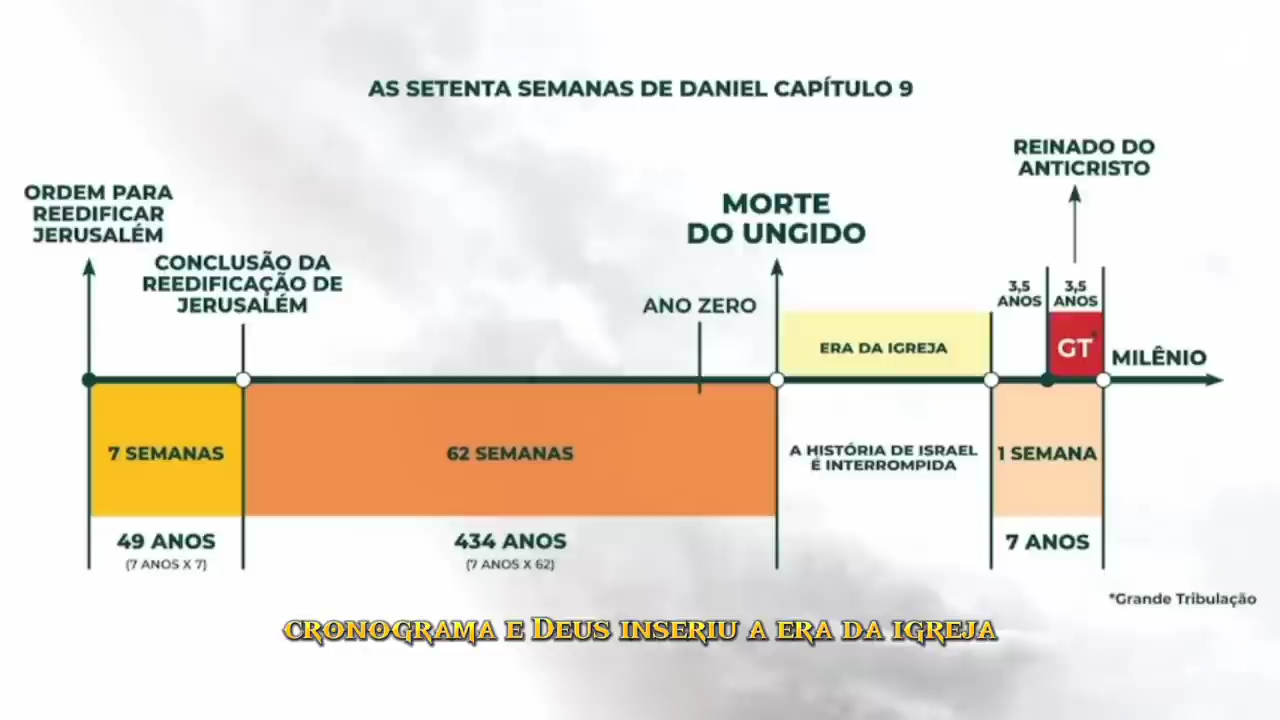 AS SETENTA SEMANAS DE DANIEL CAPÍTULO 9
REINADO DO
ANTICRISTO
ORDEM PARA
REEDIFICAR
JERUSALÉM
MORTE
DO UNGIDO
CONCLUSÃO DA
REEDIFICAÇÃO DE
JERUSALÉM
ANO ZERO
3,5
ANOS
3,5
ANOS
ERA DA IGREJA
GT*
MILÊNIO
7 SEMANAS
62 SEMANAS
A HISTÓRIA DE ISRAEL
É INTERROMPIDA
1 SEMANA
49 ANOS
(7 ANOS X 7)
434 ANOS
(7 ANOS X 62)
7 ANOS
*Grande Tribulação
CRONOGRAMA E DEUS INSERIU A ERA DA IGREJA